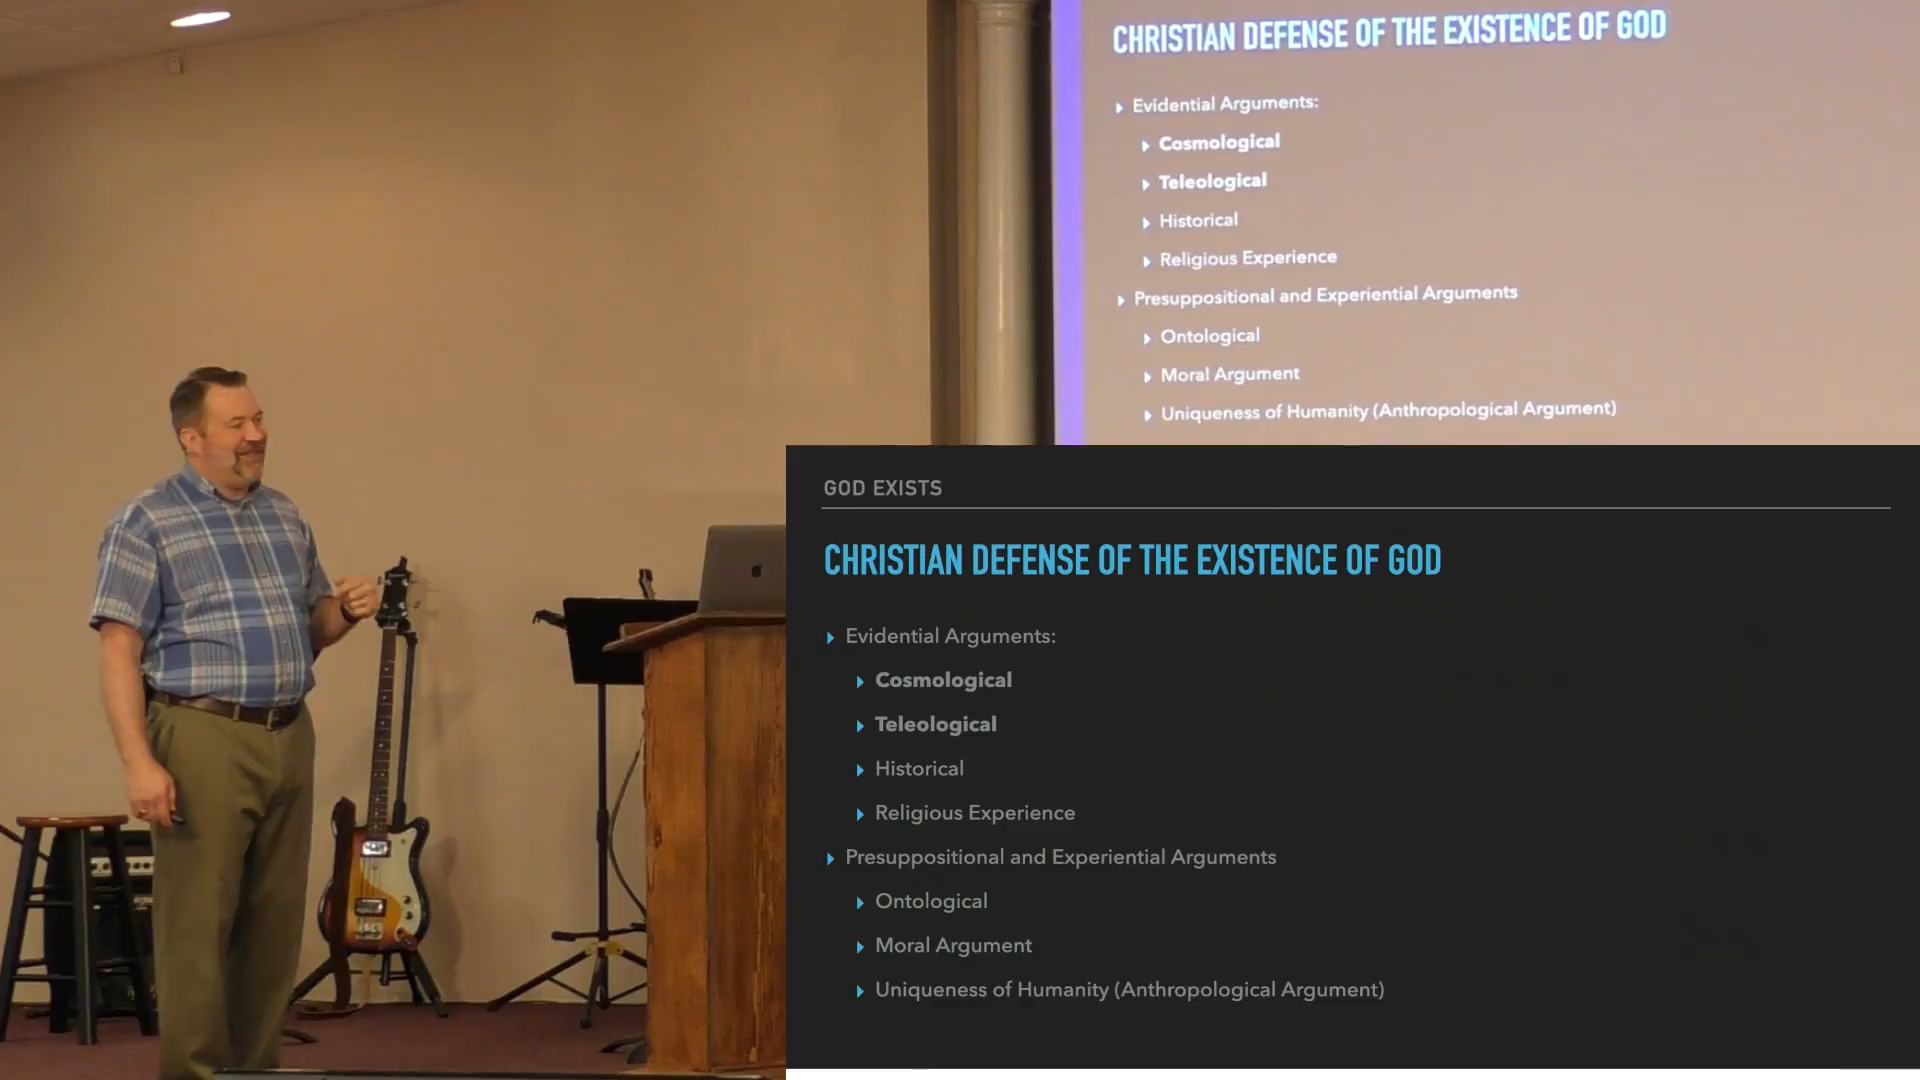 CHRISTIAN DEFENSE OF THE EXISTENCE OF GOD
Evidential Arguments:
Cosmological
Teleological
Historical
Religious Experience
Presuppositional and Experiential Arguments
Ontological
Moral Argument
Uniqueness of Humanity (Anthropological Argument)
GOD EXISTS
CHRISTIAN DEFENSE OF THE EXISTENCE OF GOD
Evidential Arguments:
Cosmological
Teleological
Historical
Religious Experience
Presuppositional and Experiential Arguments
Ontological
Moral Argument
Uniqueness of Humanity (Anthropological Argument)